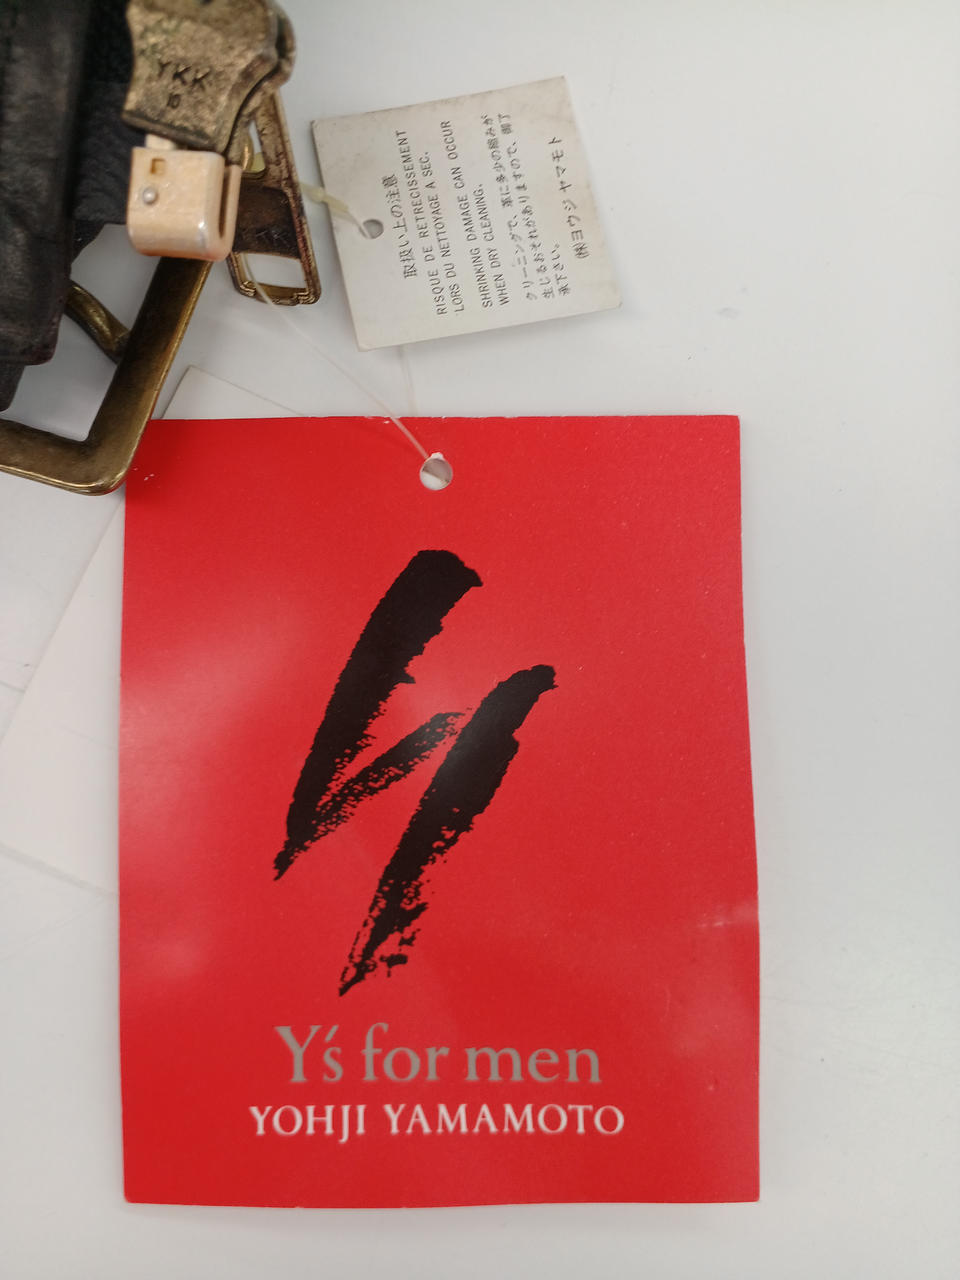 YKK
10
取扱い上の注意
RISQUE DE RETRECISSEMENT
LORS DU NETTOYAGE A SEC.
SHRINKING DAMAGE CAN OCCUR
WHEN DRY CLEANING.
クリーニングで、革に多少の縮みが
生じるおそれがありますので、御了
承下さい。
㈱ヨウジヤマモト
Y's for men
YOHJI YAMAMOTO